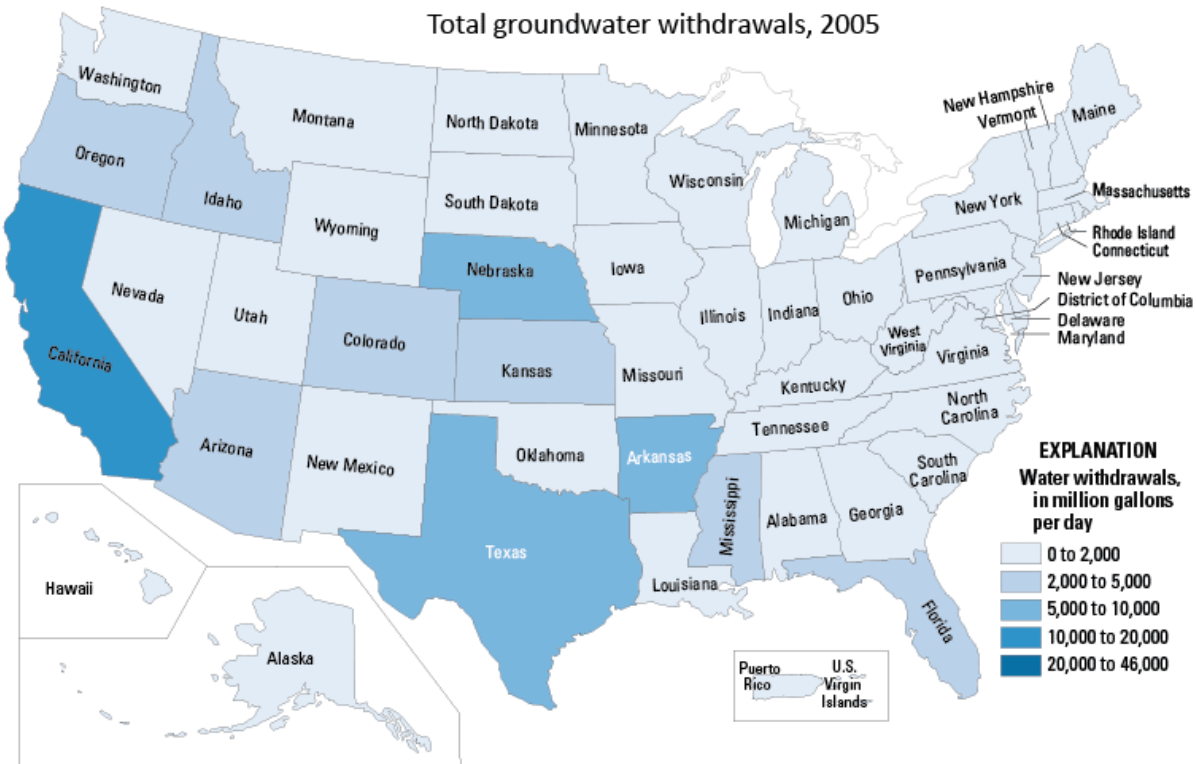 Total groundwater withdrawals, 2005
Washington
Oregon
Idaho
Montana
North Dakota
Minnesota
Wisconsin
Michigan
New York
New Hampshire
Vermont
Maine
Massachusetts
Rhode Island
Connecticut
New Jersey
District of Columbia
Delaware
Maryland
Pennsylvania
South Dakota
Wyoming
Nebraska
Iowa
Illinois
Indiana
Ohio
West
Virginia
Virginia
Nevada
Utah
Colorado
Kansas
Missouri
Kentucky
California
Arizona
New Mexico
Oklahoma
Arkansas
Tennessee
North
Carolina
South
Carolina
Texas
Louisiana
Mississippi
Alabama
Georgia
Florida
Hawaii
Alaska
Puerto
Rico
U.S.
Virgin
Islands
EXPLANATION
Water withdrawals,
in million gallons
per day
0 to 2,000
2,000 to 5,000
5,000 to 10,000
10,000 to 20,000
20,000 to 46,000